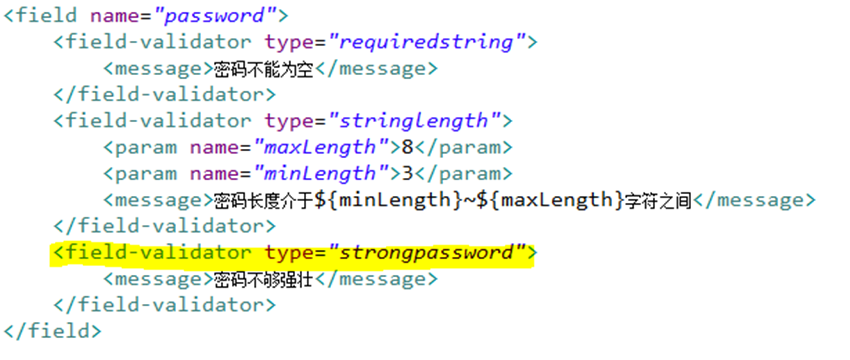 <field name="password">
<field-validator type="requiredstring">
<message>密码不能为空</message>
</field-validator>
<field-validator type="stringlength">
<param name="maxLength">8</param>
<param name="minLength">3</param>
<message>密码长度介于${minLength}~${maxLength}字符之间</message>
</field-validator>
<field-validator type="strongpassword">
<message>密码不够强壮</message>
</field-validator>
</field>